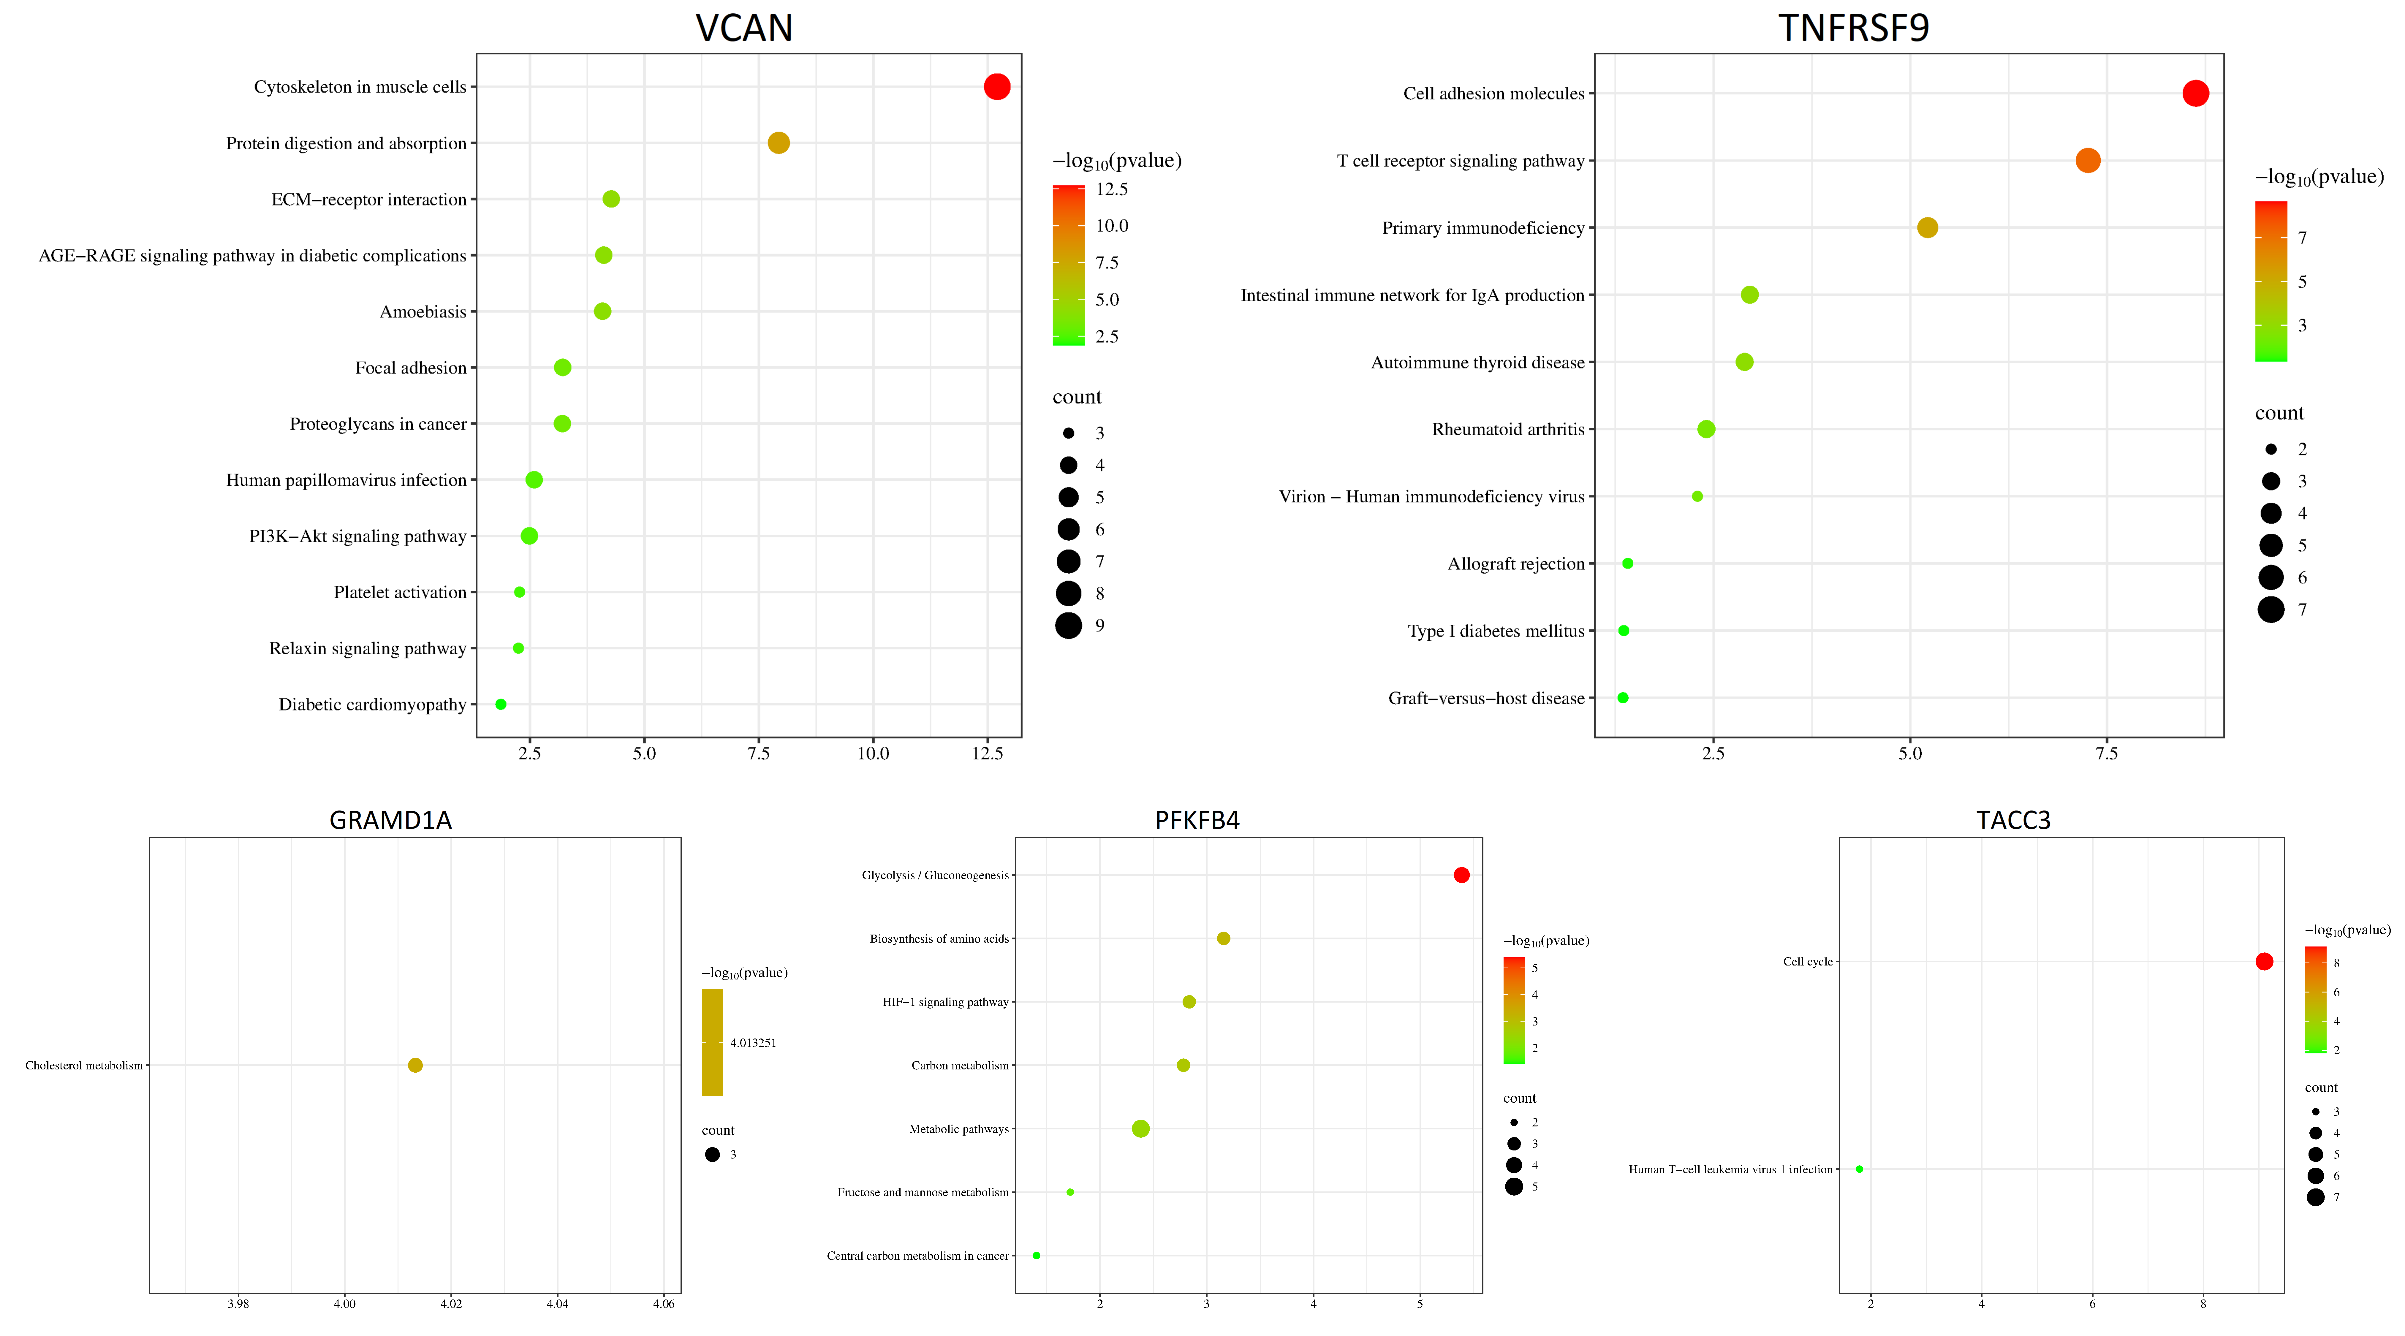 VCAN
Cytoskeleton in muscle cells
Protein digestion and absorption
ECM−receptor interaction
AGE−RAGE signaling pathway in diabetic complications
Amoebiasis
Focal adhesion
Proteoglycans in cancer
Human papillomavirus infection
PI3K−Akt signaling pathway
Platelet activation
Relaxin signaling pathway
Diabetic cardiomyopathy
2.5 5.0 7.5 10.0 12.5
−log10(pvalue)
12.5
10.0
7.5
5.0
2.5
count
3
4
5
6
7
8
9
TNFRSF9
Cell adhesion molecules
T cell receptor signaling pathway
Primary immunodeficiency
Intestinal immune network for IgA production
Autoimmune thyroid disease
Rheumatoid arthritis
Virion − Human immunodeficiency virus
Allograft rejection
Type I diabetes mellitus
Graft−versus−host disease
2.5 5.0 7.5
−log10(pvalue)
7
5
3
count
2
3
4
5
6
7
GRAMD1A
Cholesterol metabolism
3.98 4.00 4.02 4.04 4.06
−log10(pvalue)
4.013251
count
3
PFKFB4
Glycolysis / Gluconeogenesis
Biosynthesis of amino acids
HIF−1 signaling pathway
Carbon metabolism
Metabolic pathways
Fructose and mannose metabolism
Central carbon metabolism in cancer
2 3 4 5
−log10(pvalue)
5
4
3
2
count
2
3
4
5
TACC3
Cell cycle
Human T−cell leukemia virus 1 infection
2 4 6 8
−log10(pvalue)
8
6
4
2
count
3
4
5
6
7